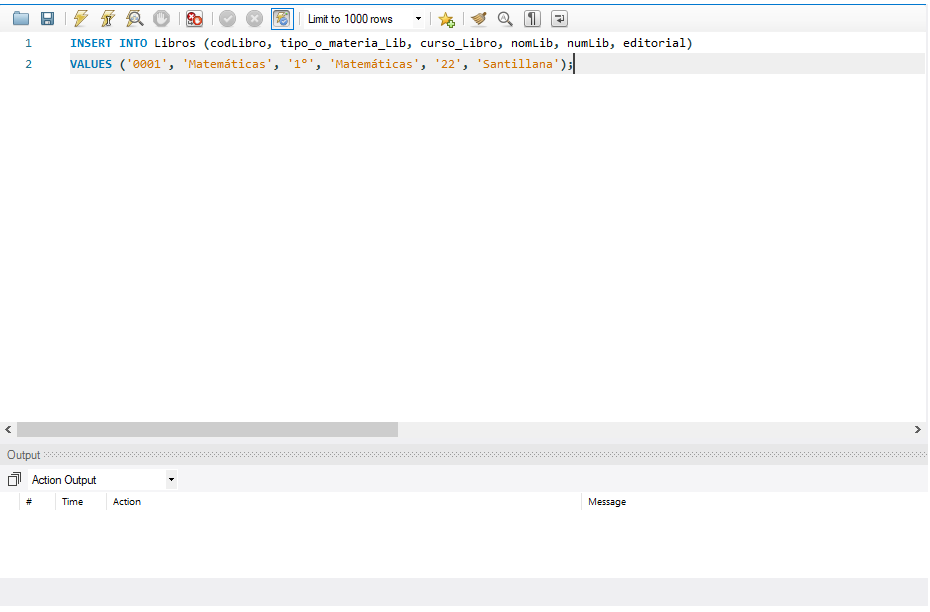 Limit to 1000 rows
1 INSERT INTO Libros (codLibro, tipo_o_materia_Lib, curso_Libro, nomLib, numLib, editorial)
2 VALUES ('0001', 'Matemáticas', '1º', 'Matemáticas', '22', 'Santillana');
Output
Action Output
# Time Action Message